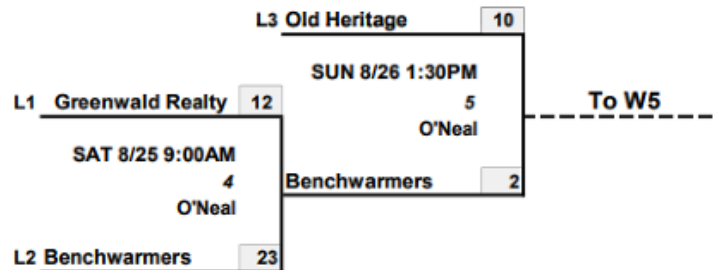 L3 Old Heritage 10
SUN 8/26 1:30PM
L1 Greenwald Realty 12
5
To W5
O'Neal
SAT 8/25 9:00AM
4
Benchwarmers 2
O'Neal
L2 Benchwarmers 23